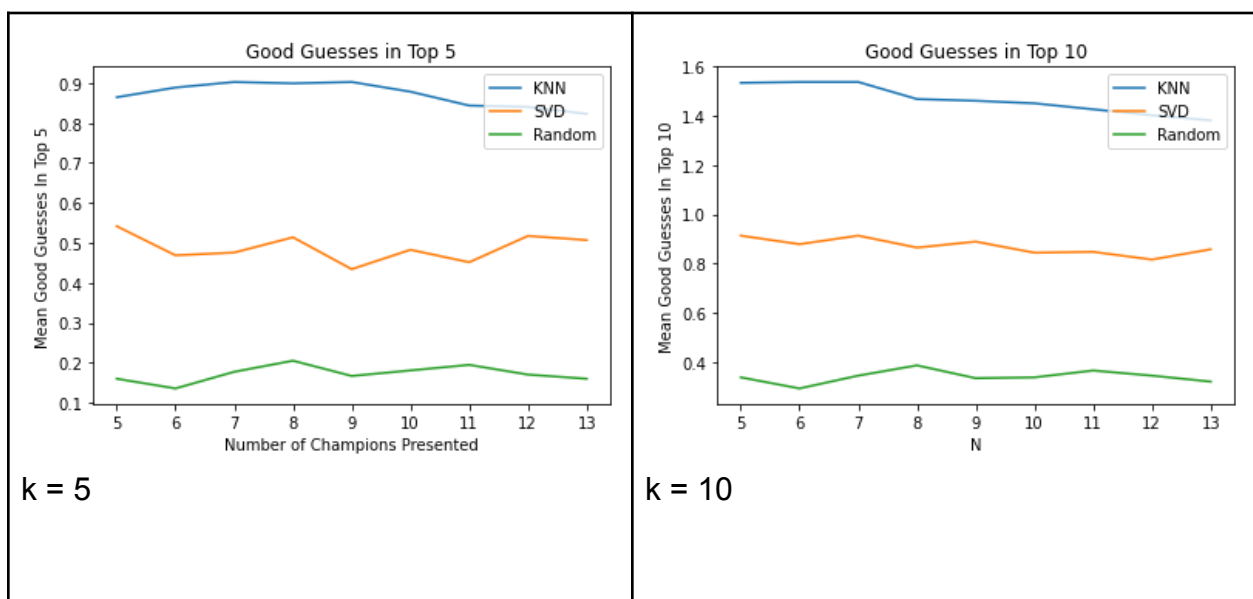 Good Guesses in Top 5
Mean Good Guesses In Top 5
0.9
0.8
0.7
0.6
0.5
0.4
0.3
0.2
0.1
KNN
SVD
Random
5 6 7 8 9 10 11 12 13
Number of Champions Presented
k = 5
Good Guesses in Top 10
Mean Good Guesses In Top 10
1.6
1.4
1.2
1.0
0.8
0.6
0.4
KNN
SVD
Random
5 6 7 8 9 10 11 12 13
N
k = 10